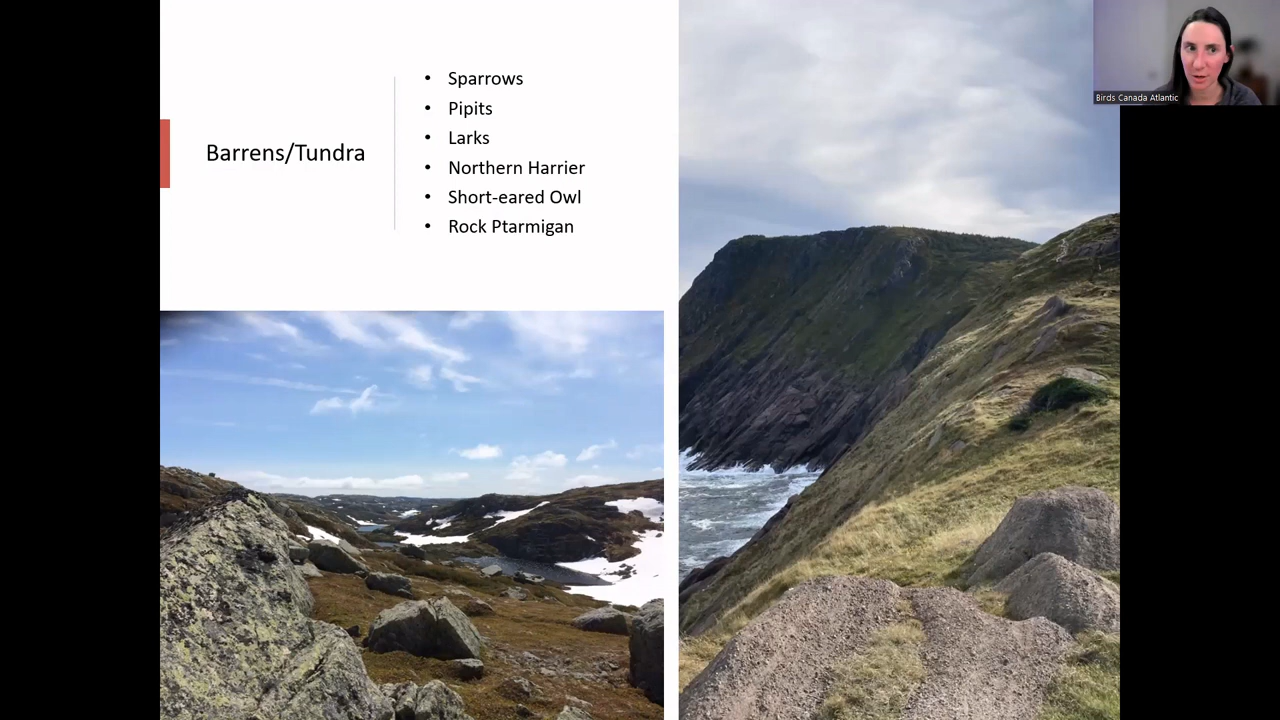 Barrens/Tundra
• Sparrows
• Pipits
• Larks
• Northern Harrier
• Short-eared Owl
• Rock Ptarmigan
Birds Canada Atlantic